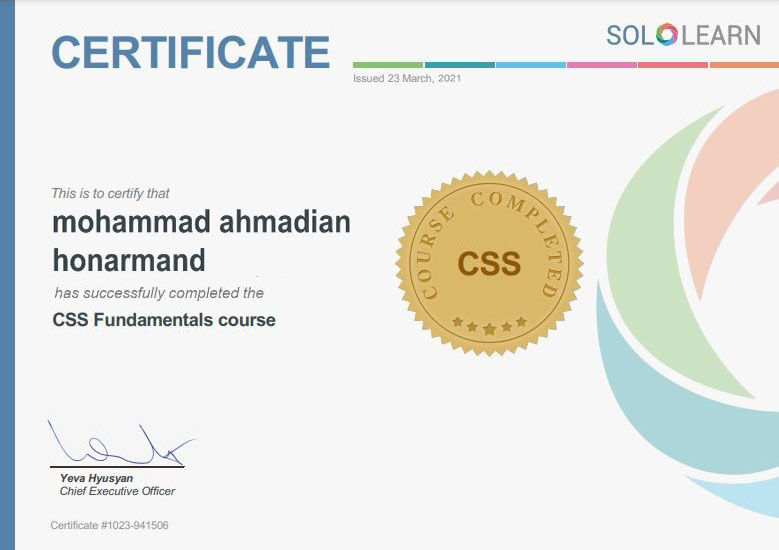 CERTIFICATE
SOLOLEARN
Issued 23 March, 2021
This is to certify that
mohammad ahmadian
honarmand
has successfully completed the
CSS Fundamentals course
COURSE COMPLETED
CSS
Yeva Hyusyan
Chief Executive Officer
Certificate #1023-941506